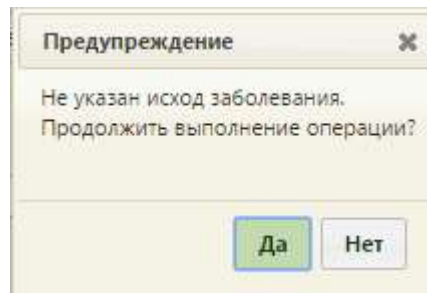 Предупреждение
Не указан исход заболевания.
Продолжить выполнение операции?
Да
Нет